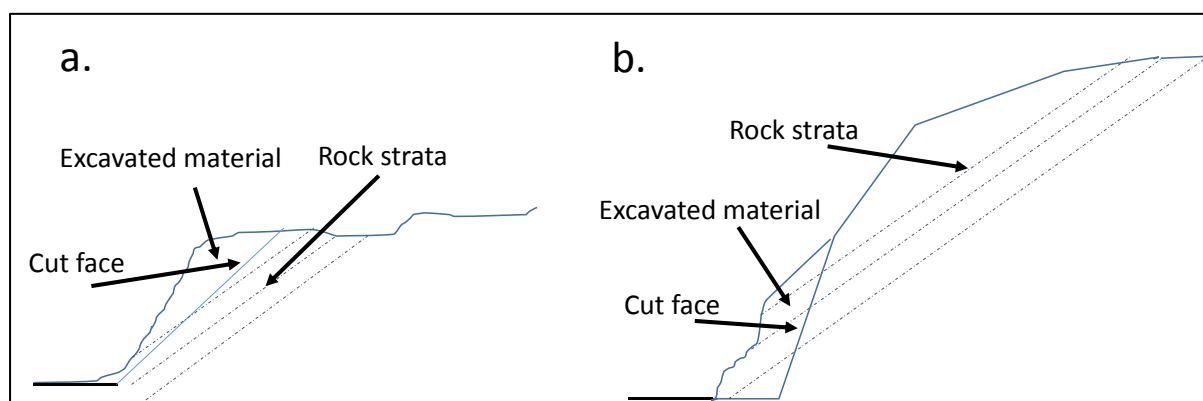 a.
Excavated material
Rock strata
Cut face
b.
Rock strata
Excavated material
Cut face